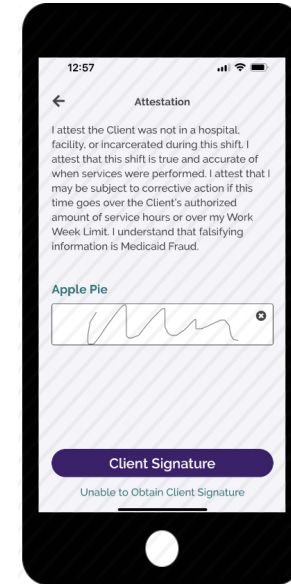 12:57
Attestation
I attest the Client was not in a hospital,
facility, or incarcerated during this shift. I
attest that this shift is true and accurate of
when services were performed. I attest that I
may be subject to corrective action if this
time goes over the Client's authorized
amount of service hours or over my Work
Week Limit. I understand that falsifying
information is Medicaid Fraud.
Apple Pie
Client Signature
Unable to Obtain Client Signature